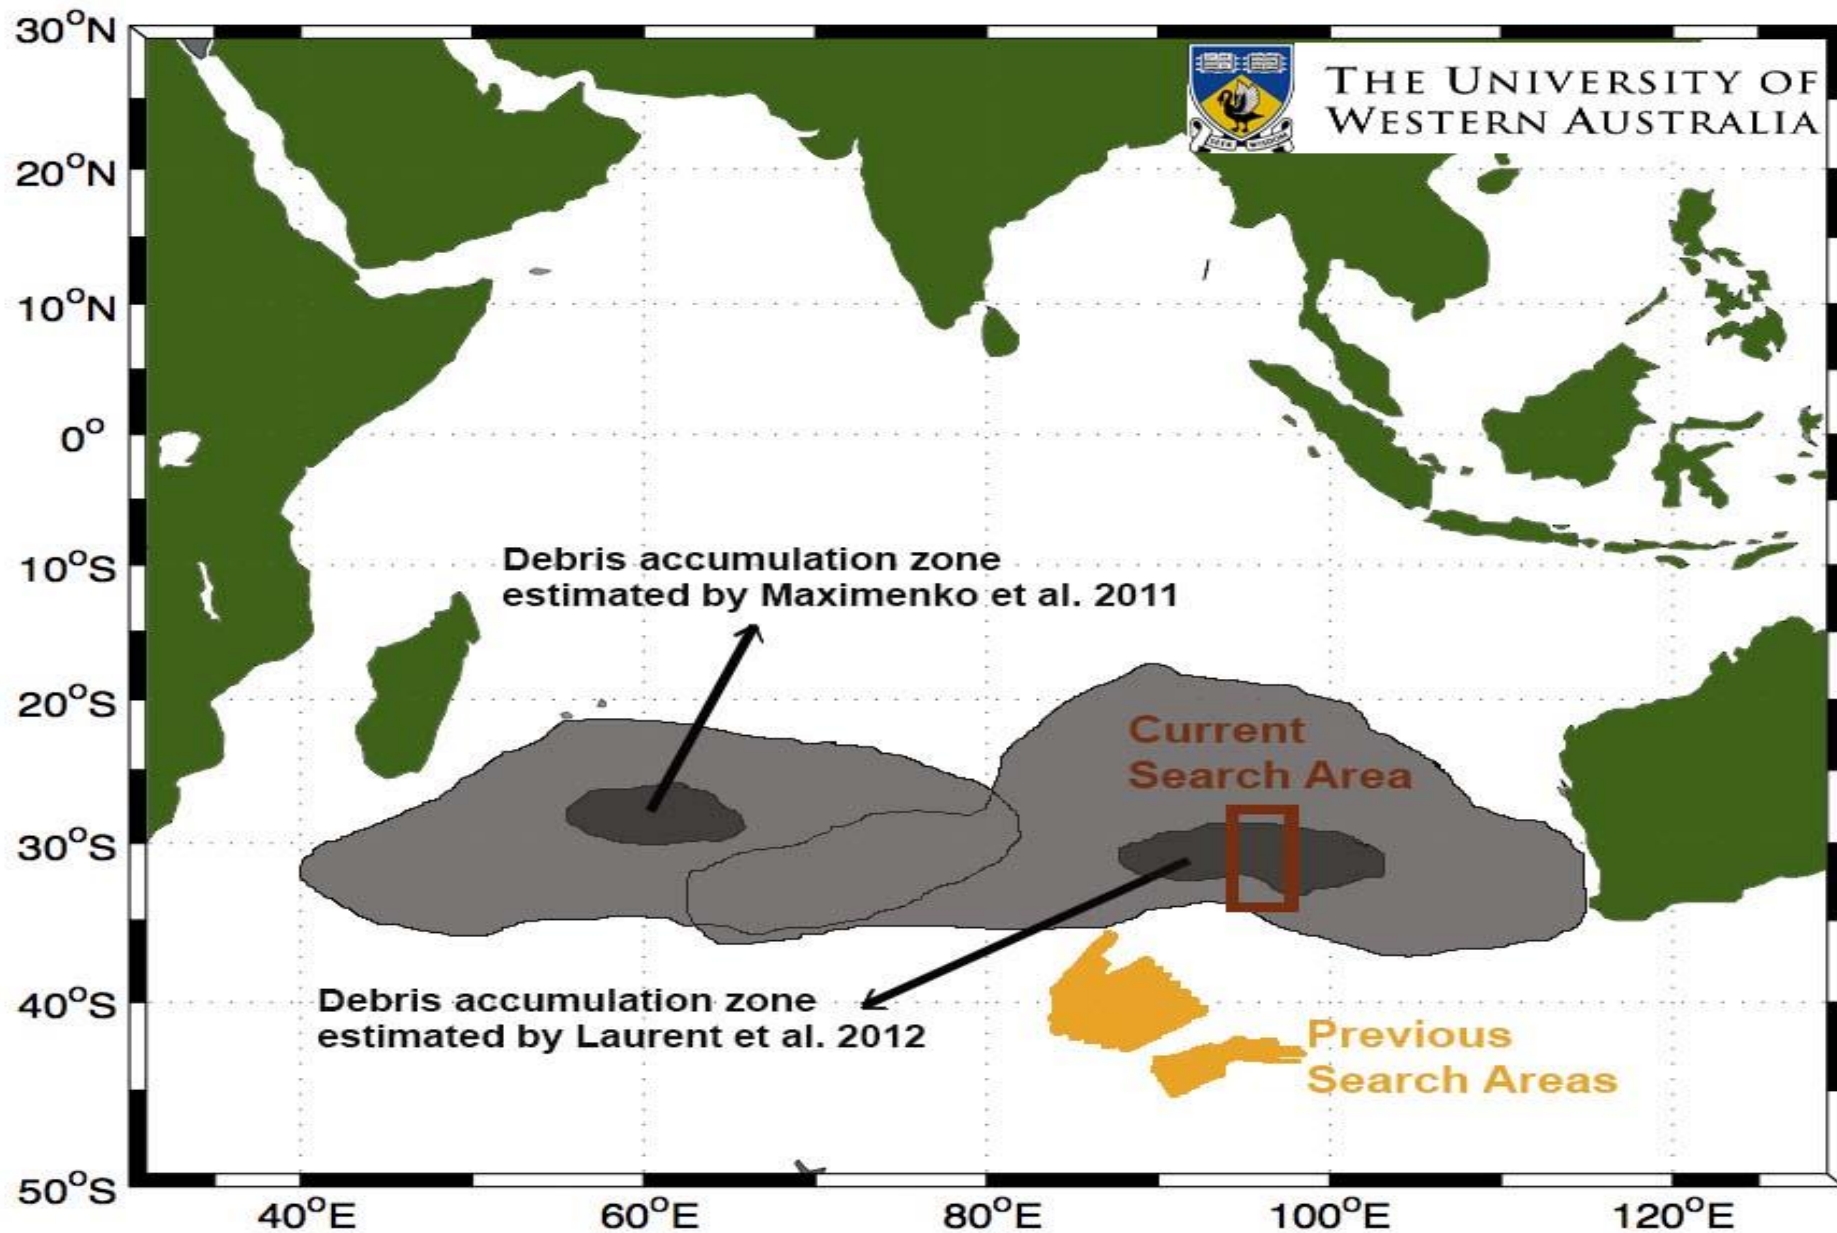 30°N
20°N
10°N
0°
10°S
20°S
30°S
40°S
50°S
40°E
60°E
80°E
100°E
120°E
THE UNIVERSITY OF
WESTERN AUSTRALIA
SEEK WISDOM
Debris accumulation zone
estimated by Maximenko et al. 2011
Current
Search Area
Debris accumulation zone
estimated by Laurent et al. 2012
Previous
Search Areas